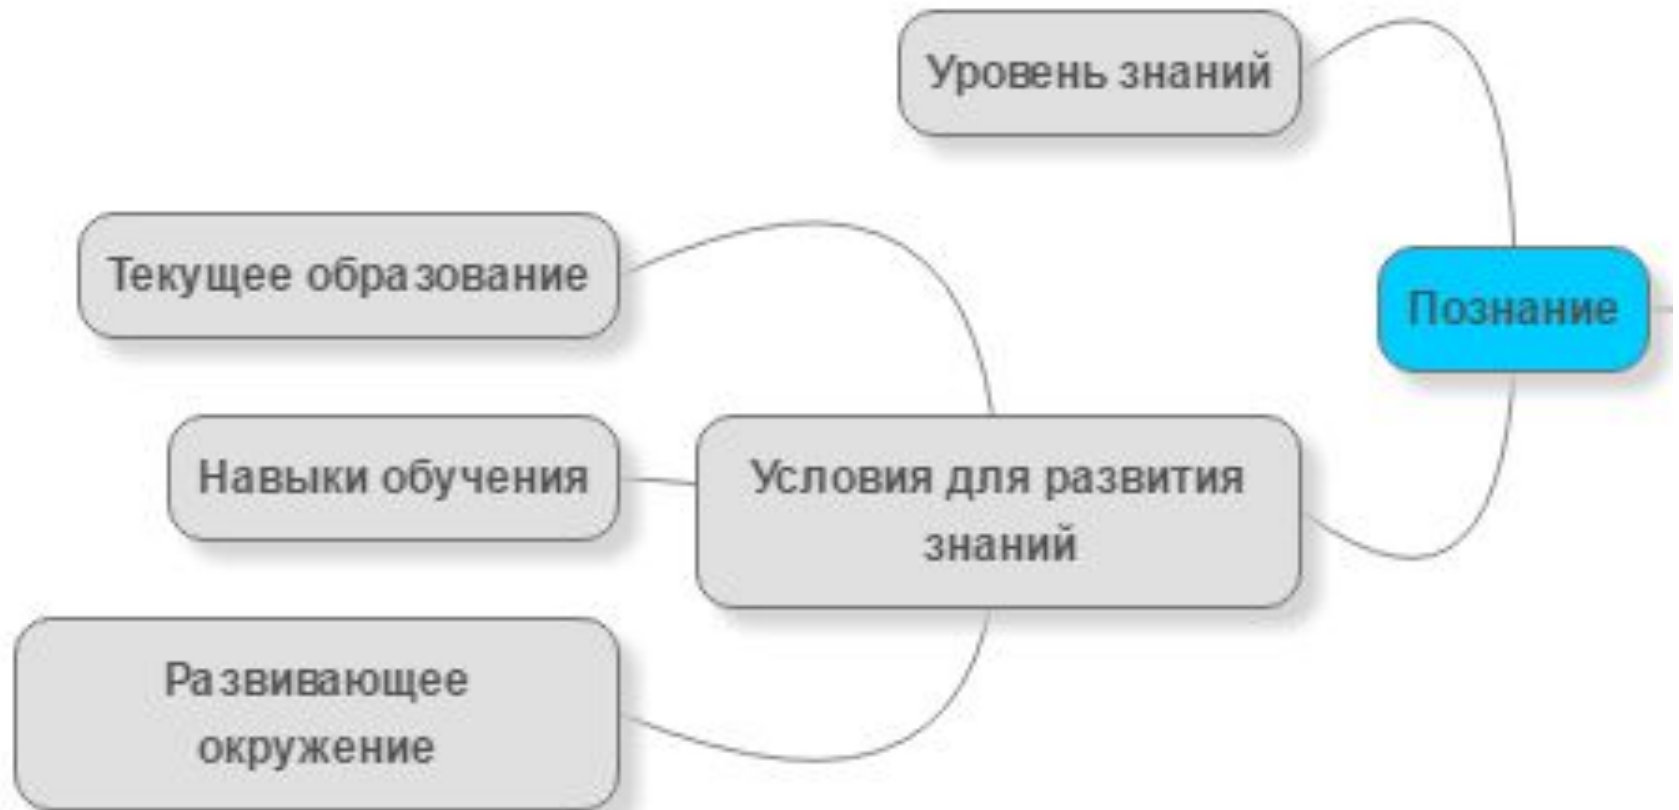 Уровень знаний
Текущее образование
Познание
Навыки обучения
Условия для развития
знаний
Развивающее
окружение